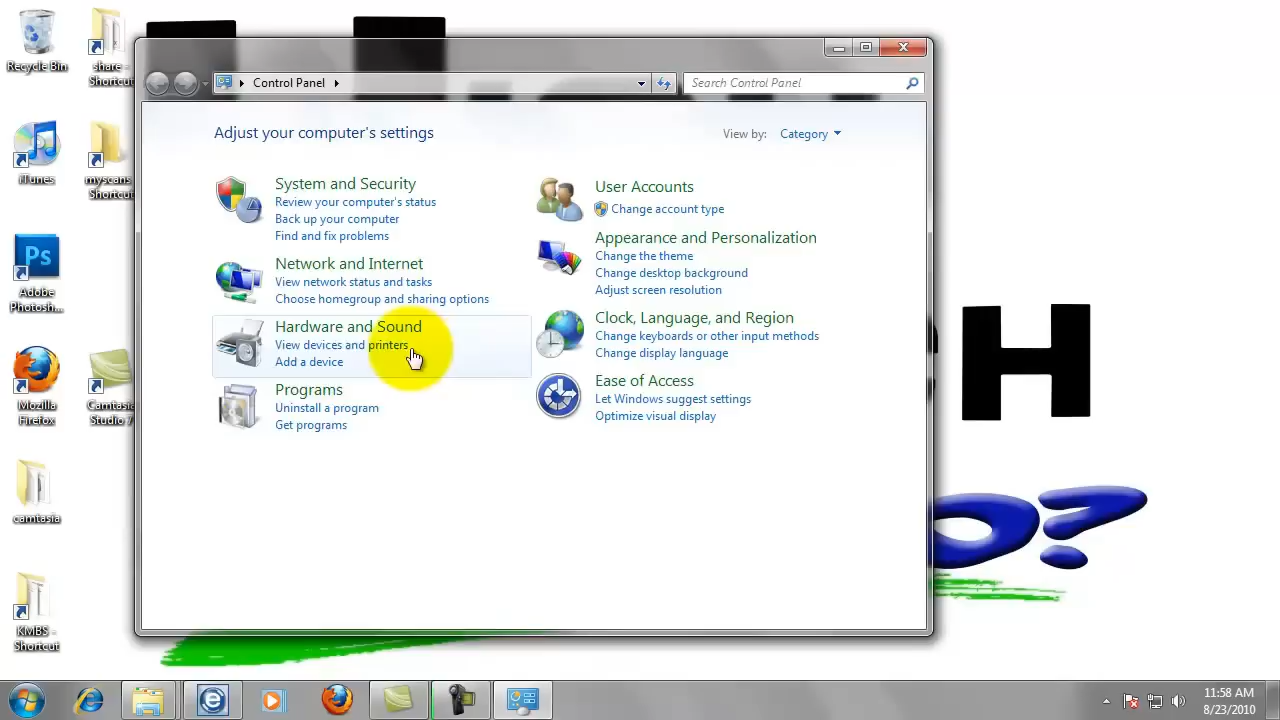 Recycle Bin
share -
Shortcut
iTunes
myscans
Shortcut
Adobe
Photosh...
Mozilla
Firefox
Camtasia
Studio 7
camtasia
KMBS -
Shortcut
Control Panel
Search Control Panel
Adjust your computer's settings
View by: Category
System and Security
Review your computer's status
Back up your computer
Find and fix problems
Network and Internet
View network status and tasks
Choose homegroup and sharing options
Hardware and Sound
View devices and printers
Add a device
Programs
Uninstall a program
Get programs
User Accounts
Change account type
Appearance and Personalization
Change the theme
Change desktop background
Adjust screen resolution
Clock, Language, and Region
Change keyboards or other input methods
Change display language
Ease of Access
Let Windows suggest settings
Optimize visual display
H
O?
Ps
11:58 AM
8/23/2010